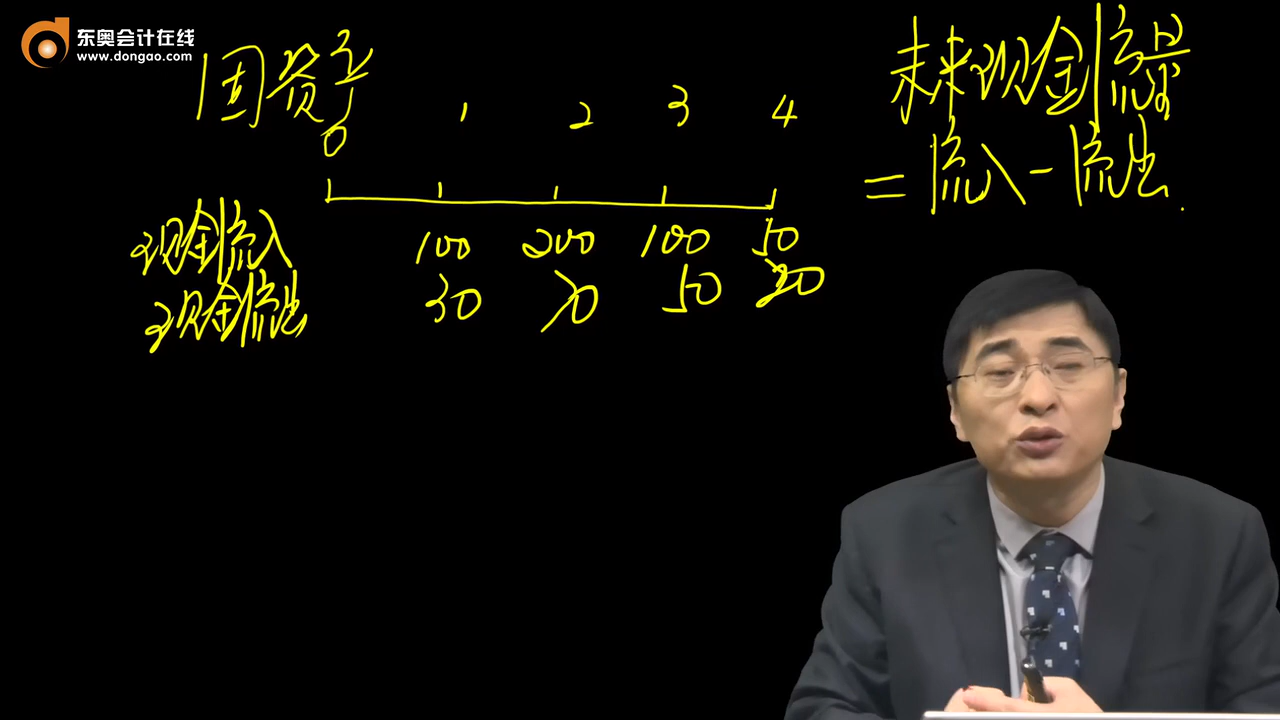 东奥会计在线
www.dongao.com
固资产
未来现金流量
= 流入 - 流出
0 1 2 3 4
现金流入 100 200 100 50
现金流出 30 70 50 20